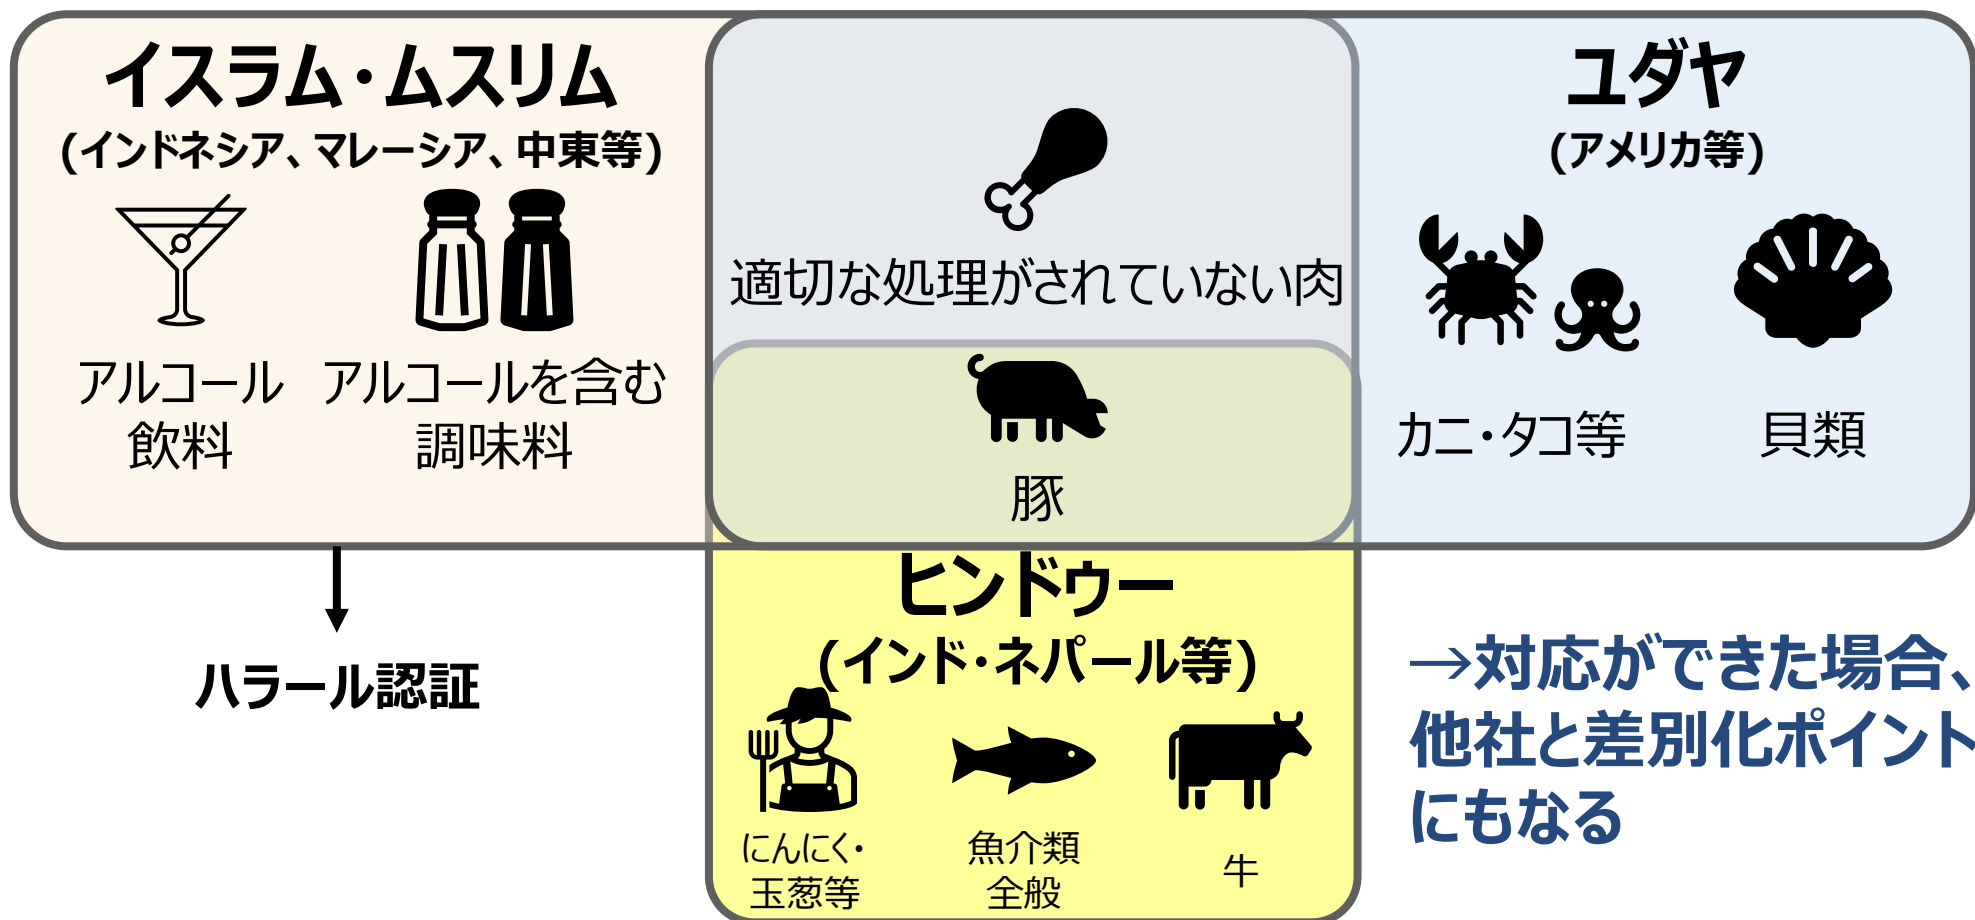 イスラム・ムスリム
(インドネシア、マレーシア、中東等)
アルコール
飲料
アルコールを含む
調味料
適切な処理がされていない肉
豚
ユダヤ
(アメリカ等)
カニ・タコ等
貝類
ハラール認証
ヒンドゥー
(インド・ネパール等)
にんにく・
玉葱等
魚介類
全般
牛
→対応ができた場合、
他社と差別化ポイント
にもなる